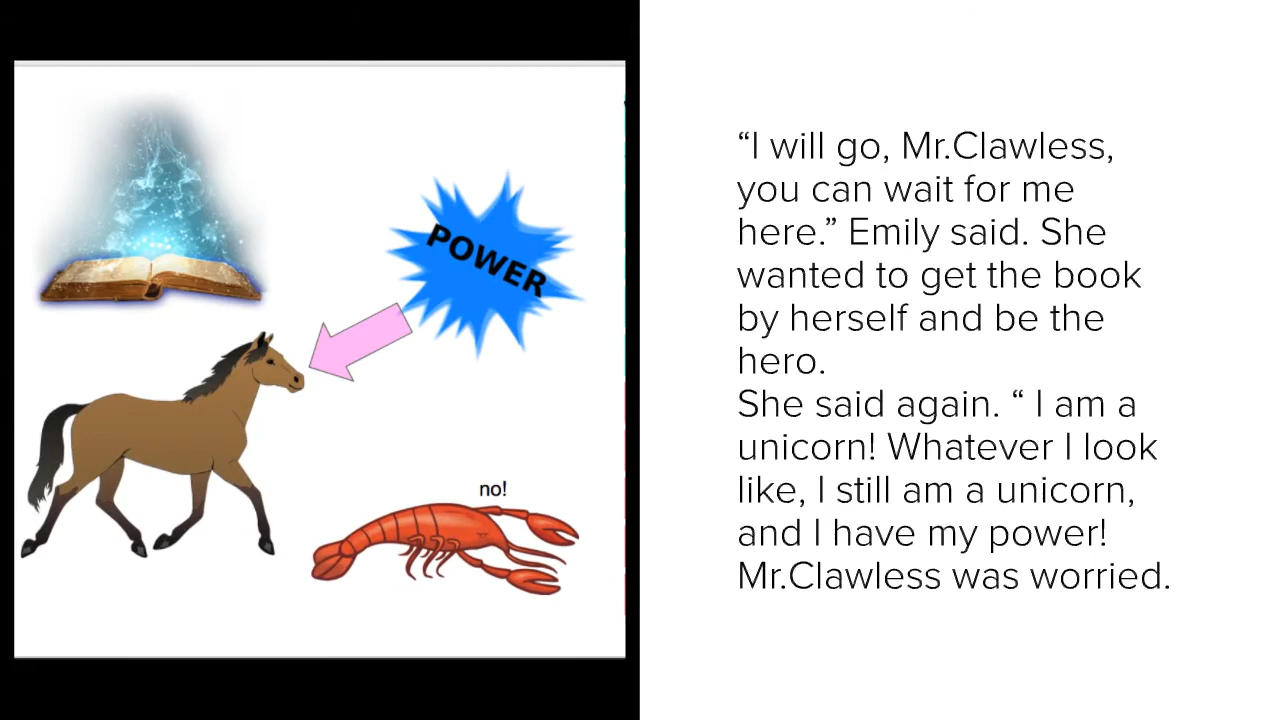 POWER
no!
“I will go, Mr.Clawless,
you can wait for me
here.” Emily said. She
wanted to get the book
by herself and be the
hero.
She said again. “ I am a
unicorn! Whatever I look
like, I still am a unicorn,
and I have my power!
Mr.Clawless was worried.